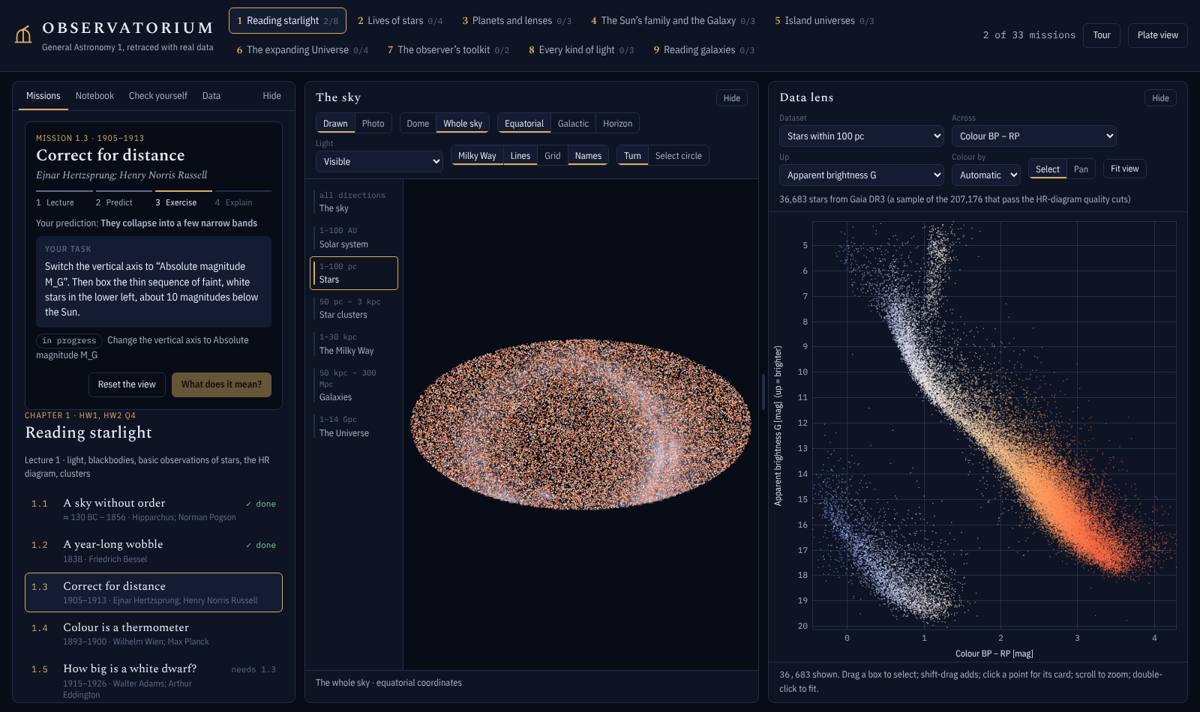 OBSERVATORIUM
General Astronomy 1, retraced with real data
1 Reading starlight 2/8
2 Lives of stars 0/4
3 Planets and lenses 0/3
4 The Sun's family and the Galaxy 0/3
5 Island universes 0/3
6 The expanding Universe 0/4
7 The observer's toolkit 0/2
8 Every kind of light 0/3
9 Reading galaxies 0/3
2 of 33 missions
Tour
Plate view
Missions Notebook Check yourself Data Hide
MISSION 1.3 · 1905–1913
Correct for distance
Ejnar Hertzsprung; Henry Norris Russell
1 Lecture 2 Predict 3 Exercise 4 Explain
Your prediction: They collapse into a few narrow bands
YOUR TASK
Switch the vertical axis to “Absolute magnitude
M_G”. Then box the thin sequence of faint, white
stars in the lower left, about 10 magnitudes below
the Sun.
in progress Change the vertical axis to Absolute
magnitude M_G
Reset the view What does it mean?
CHAPTER 1 · HW1, HW2 Q4
Reading starlight
Lecture 1 · light, blackbodies, basic observations of stars, the HR
diagram, clusters
1.1 A sky without order ✓ done
≈ 130 BC – 1856 · Hipparchus; Norman Pogson
1.2 A year-long wobble ✓ done
1838 · Friedrich Bessel
1.3 Correct for distance
1905–1913 · Ejnar Hertzsprung; Henry Norris Russell
1.4 Colour is a thermometer
1893–1900 · Wilhelm Wien; Max Planck
1.5 How big is a white dwarf? needs 1.3
1915–1926 · Walter Adams; Arthur
Eddington
The sky
Hide
Drawn Photo Dome Whole sky Equatorial Galactic Horizon
Light
Visible
Milky Way Lines Grid Names Turn Select circle
all directions
The sky
1–100 AU
Solar system
1–100 pc
Stars
50 pc – 3 kpc
Star clusters
1–30 kpc
The Milky Way
50 kpc – 300
Mpc
Galaxies
1–14 Gpc
The Universe
The whole sky · equatorial coordinates
Data lens
Hide
Dataset
Stars within 100 pc
Across
Colour BP − RP
Up
Apparent brightness G
Colour by
Automatic
Select Pan
Fit view
36,683 stars from Gaia DR3 (a sample of the 207,176 that pass the HR-diagram quality cuts)
Apparent brightness G [mag] (up = brighter)
5
6
7
8
9
10
11
12
13
14
15
16
17
18
19
20
0 1 2 3 4
Colour BP − RP [mag]
36,683 shown. Drag a box to select; shift-drag adds; click a point for its card; scroll to zoom; double-
click to fit.